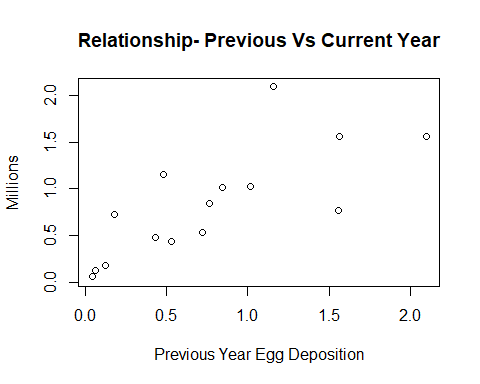 Relationship- Previous Vs Current Year
Millions
2.0
1.5
1.0
0.5
0.0
0.0 0.5 1.0 1.5 2.0
Previous Year Egg Deposition